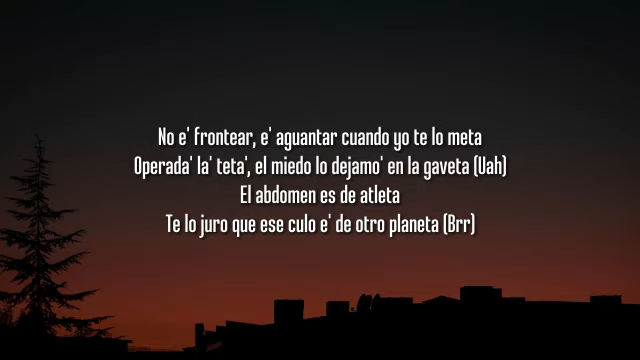 No e' frontear, e' aguantar cuando yo te lo meta
Operada' la' teta', el miedo lo dejamo' en la gaveta (Uah)
El abdomen es de atleta
Te lo juro que ese culo e' de otro planeta (Brr)